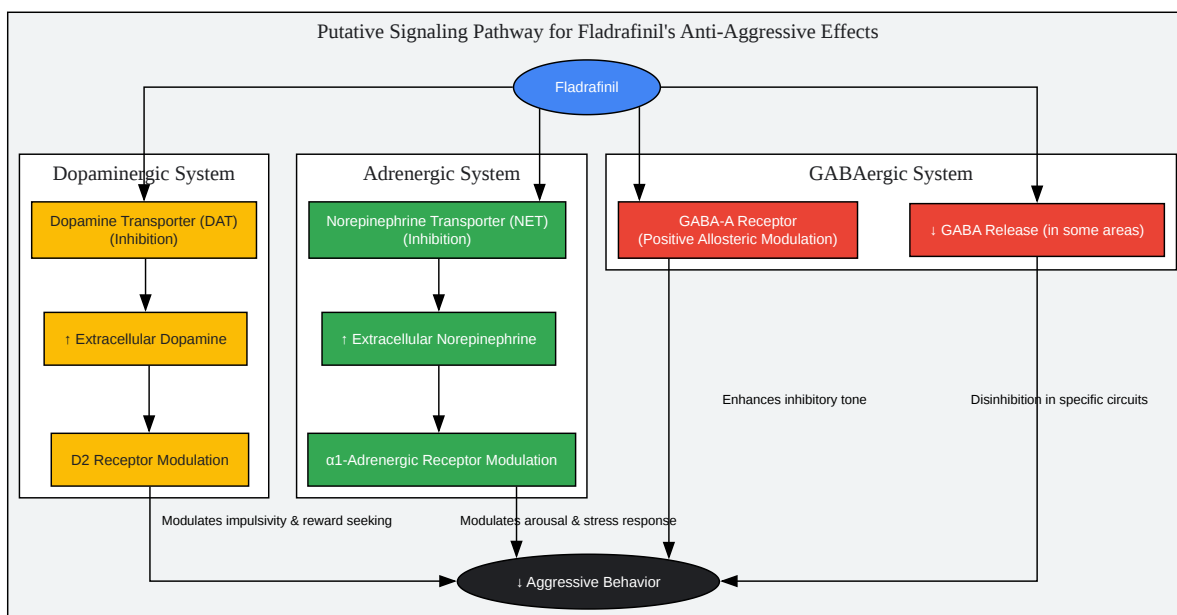 Putative Signaling Pathway for Fladrafinil's Anti-Aggressive Effects
Fladrafinil
Dopaminergic System
Adrenergic System
GABAergic System
Dopamine Transporter (DAT)
(Inhibition)
Norepinephrine Transporter (NET)
(Inhibition)
GABA-A Receptor
(Positive Allosteric Modulation)
↓ GABA Release (in some areas)
↑ Extracellular Dopamine
↑ Extracellular Norepinephrine
Enhances inhibitory tone
Disinhibition in specific circuits
D2 Receptor Modulation
α1-Adrenergic Receptor Modulation
Modulates impulsivity & reward seeking
Modulates arousal & stress response
↓ Aggressive Behavior